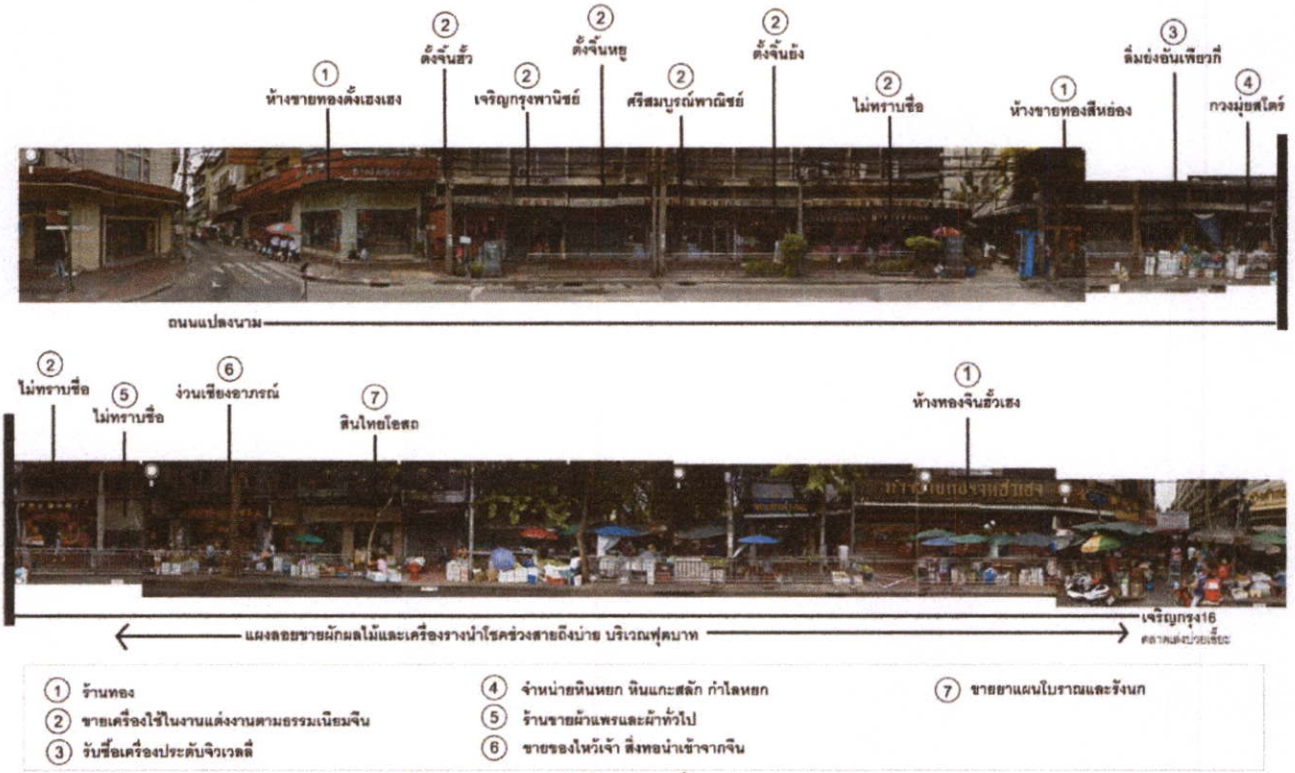 ② ตั้งจิ้นฮั้ว
② ตั้งจิ้นหยู
② ตั้งจิ้นย้ง
③ ลิ่มย่งอันเพียวกี่
① ห้างขายทองตั้งเฮงเฮง
② เจริญกรุงพานิชย์
② ศรีสมบูรณ์พาณิชย์
② ไม่ทราบชื่อ
① ห้างขายทองสีหย่อง
④ กวงมุ่ยสโตร์
ถนนแปลงนาม
② ไม่ทราบชื่อ
⑤ ไม่ทราบชื่อ
⑥ ง่วนเซียงอาภรณ์
⑦ สินไทยโอสถ
① ห้างทองจินฮั้วเฮง
แผงลอยขายผักผลไม้และเครื่องรางนำโชคช่วงสายถึงบ่าย บริเวณฟุตบาท
เจริญกรุง16
ตลาดเล่งบ๊วยเอี๊ยะ
① ร้านทอง
② ขายเครื่องใช้ในงานแต่งงานตามธรรมเนียมจีน
③ รับซื้อเครื่องประดับจิวเวลลี่
④ จำหน่ายหินหยก หินแกะสลัก กำไลหยก
⑤ ร้านขายผ้าแพรและผ้าทั่วไป
⑥ ขายของไหว้เจ้า สิ่งทอนำเข้าจากจีน
⑦ ขายยาแผนโบราณและรังนก